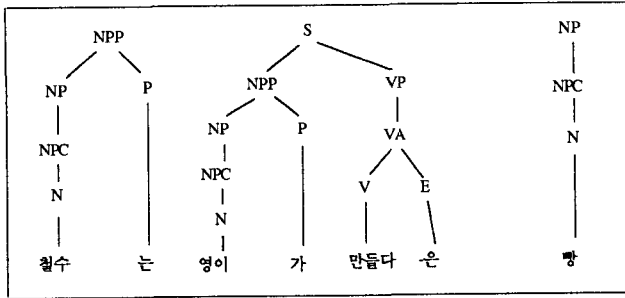 NPP S NP
NP P NPP VP NPC
NP P VA N
NPC NPC V E
N N
철수 는 영이 가 만들다 은 빵